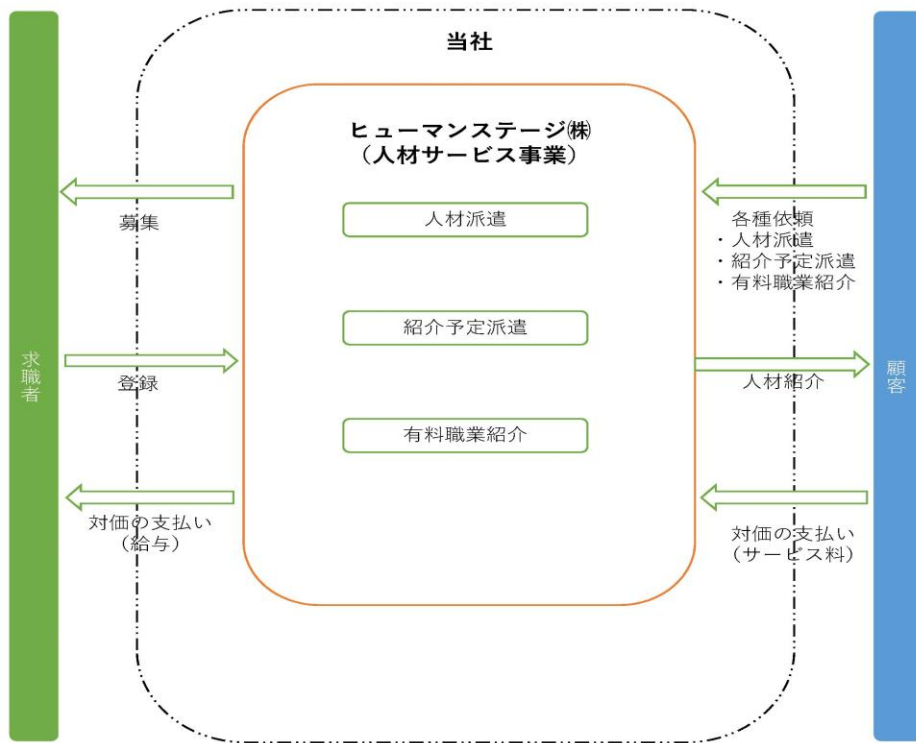 当社
ヒューマンステージ㈱
（人材サービス事業）
人材派遣
紹介予定派遣
有料職業紹介
求職者
募集
登録
対価の支払い
（給与）
各種依頼
・人材派遣
・紹介予定派遣
・有料職業紹介
人材紹介
対価の支払い
（サービス料）
顧客